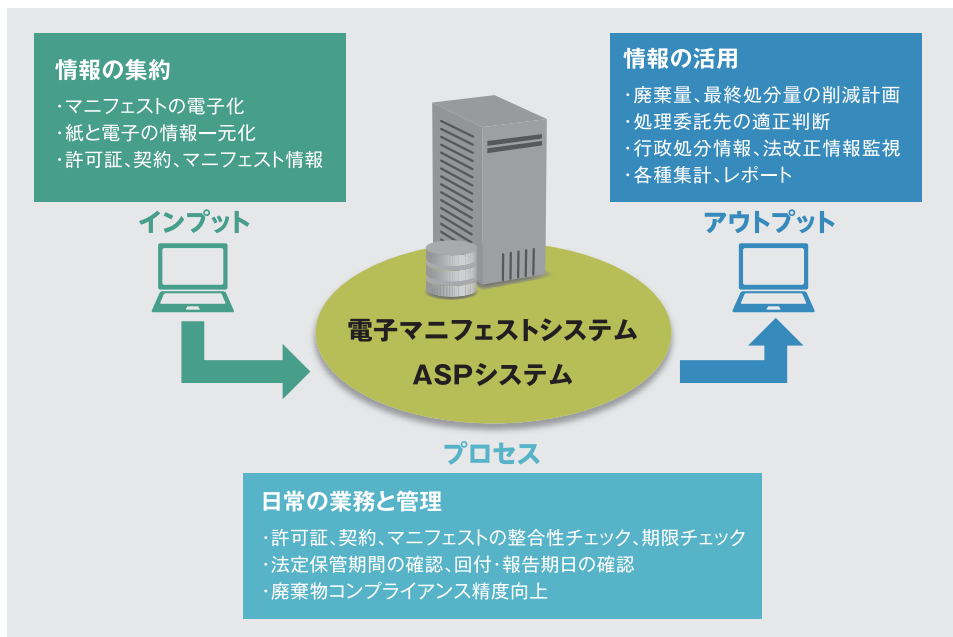 情報の集約
・マニフェストの電子化
・紙と電子の情報一元化
・許可証、契約、マニフェスト情報
インプット
情報の活用
・廃棄量、最終処分量の削減計画
・処理委託先の適正判断
・行政処分情報、法改正情報監視
・各種集計、レポート
アウトプット
電子マニフェストシステム
ASPシステム
プロセス
日常の業務と管理
・許可証、契約、マニフェストの整合性チェック、期限チェック
・法定保管期間の確認、回付・報告期日の確認
・廃棄物コンプライアンス精度向上